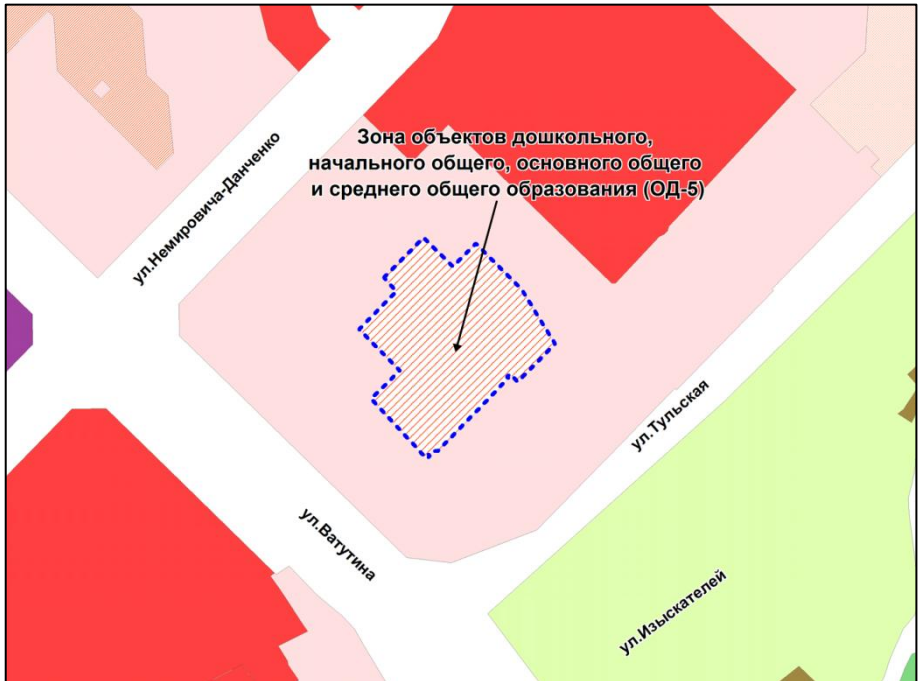 Зона объектов дошкольного,
начального общего, основного общего
и среднего общего образования (ОД-5)
ул.Немировича-Данченко
ул.Тульская
ул.Ватутина
ул.Изыскателей